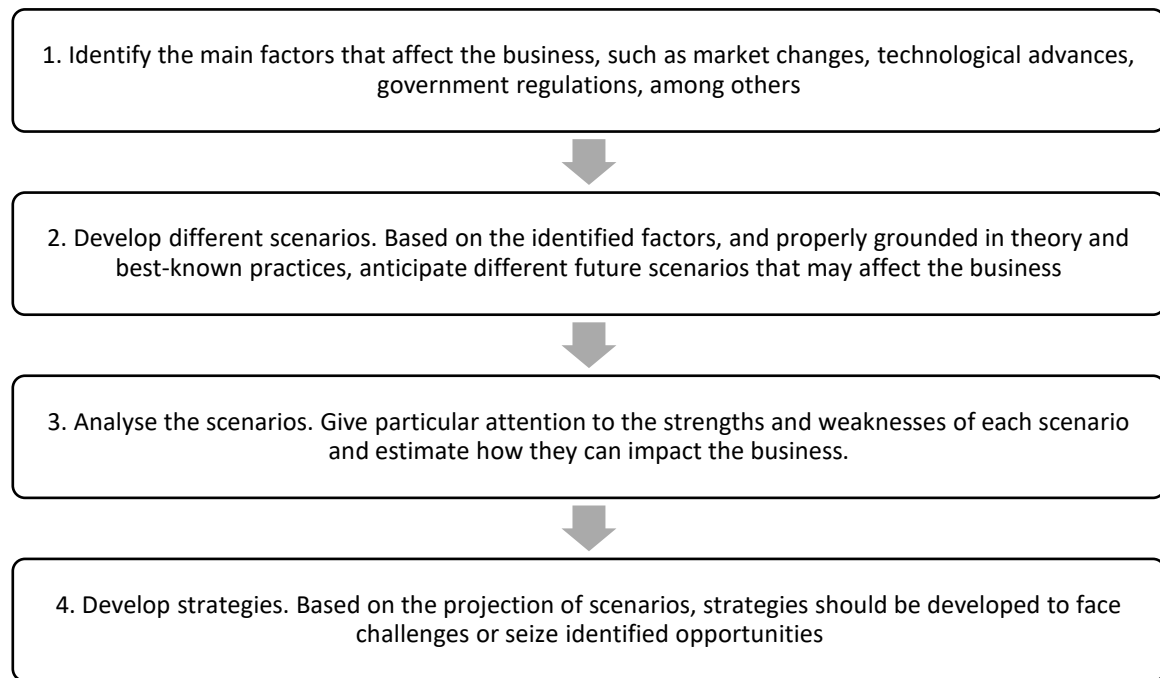 1. Identify the main factors that affect the business, such as market changes, technological advances,
government regulations, among others
2. Develop different scenarios. Based on the identified factors, and properly grounded in theory and
best-known practices, anticipate different future scenarios that may affect the business
3. Analyse the scenarios. Give particular attention to the strengths and weaknesses of each scenario
and estimate how they can impact the business.
4. Develop strategies. Based on the projection of scenarios, strategies should be developed to face
challenges or seize identified opportunities